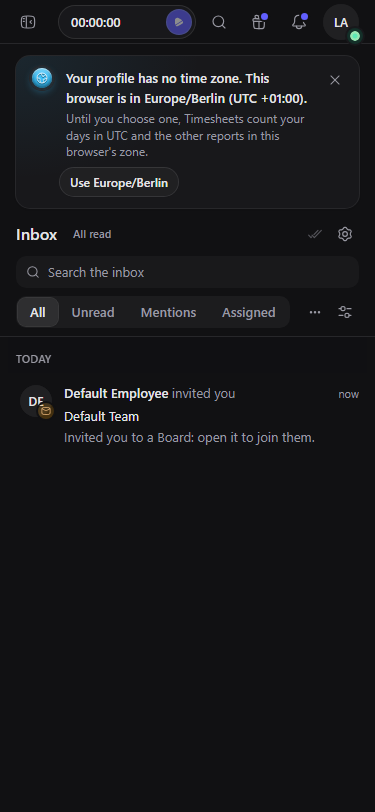 00:00:00
LA
Your profile has no time zone. This
browser is in Europe/Berlin (UTC +01:00).
Until you choose one, Timesheets count your
days in UTC and the other reports in this
browser's zone.
Use Europe/Berlin
Inbox
All read
Search the inbox
All
Unread
Mentions
Assigned
TODAY
DE
Default Employee invited you
now
Default Team
Invited you to a Board: open it to join them.